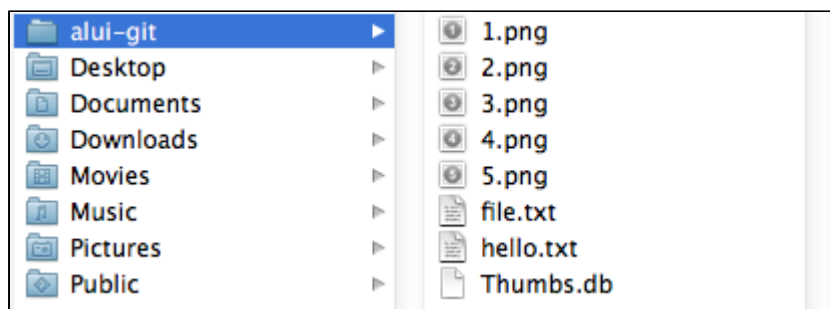 alui-git
Desktop
Documents
Downloads
Movies
Music
Pictures
Public
1.png
2.png
3.png
4.png
5.png
file.txt
hello.txt
Thumbs.db